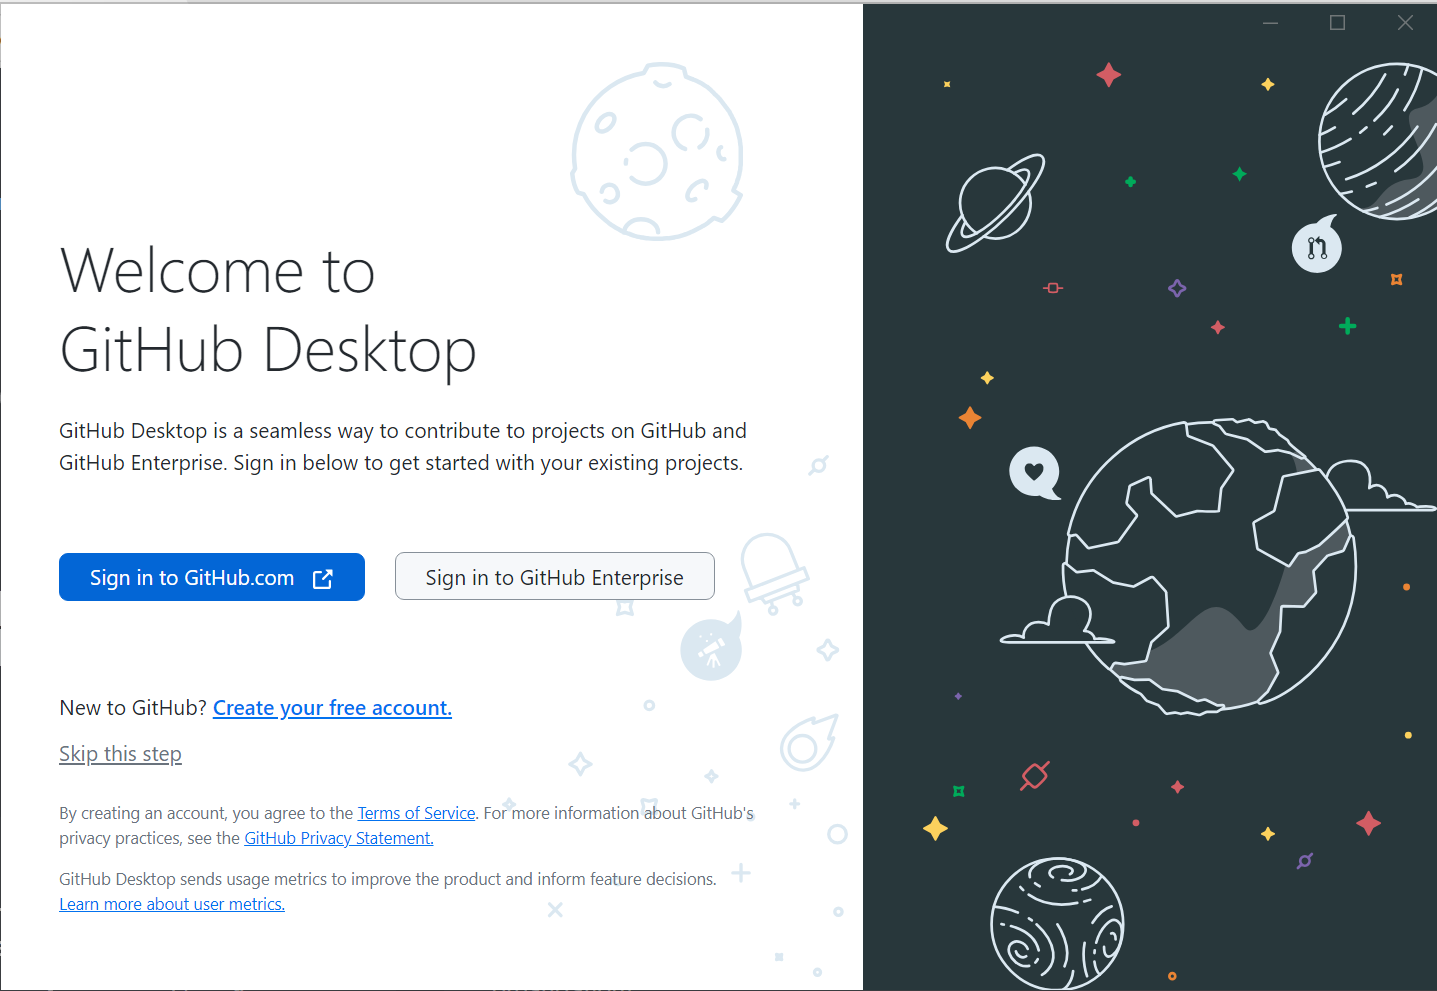 Welcome to
GitHub Desktop
GitHub Desktop is a seamless way to contribute to projects on GitHub and
GitHub Enterprise. Sign in below to get started with your existing projects.
Sign in to GitHub.com
Sign in to GitHub Enterprise
New to GitHub? Create your free account.
Skip this step
By creating an account, you agree to the Terms of Service. For more information about GitHub's
privacy practices, see the GitHub Privacy Statement.
GitHub Desktop sends usage metrics to improve the product and inform feature decisions.
Learn more about user metrics.